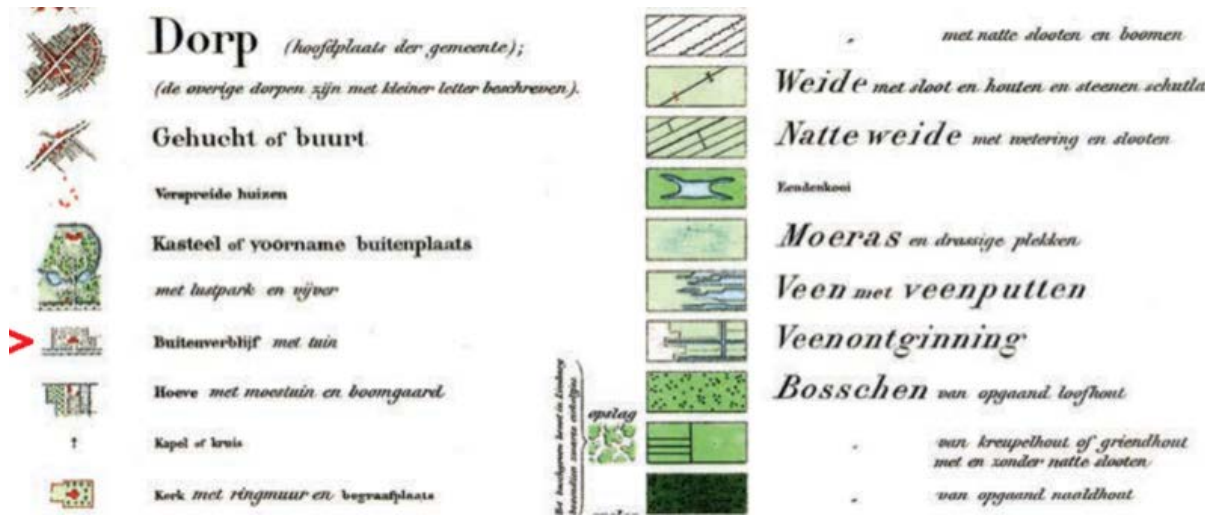 Dorp (hoofdplaats der gemeente);
(de overige dorpen zijn met kleiner letter beschreven).
Gehucht of buurt
Verspreide huizen
Kasteel of voorname buitenplaats
met lustpark en vijver
Buitenverblijf met tuin
Hoeve met moestuin en boomgaard
Kapel of kruis
Kerk met ringmuur en begraafplaats
opslag
„ met natte slooten en boomen
Weide met sloot en houten en steenen schutla
Natte weide met wetering en slooten
Eendenkooi
Moeras en drassige plekken
Veen met veenputten
Veenontginning
Bosschen van opgaand loofhout
„ van kreupelhout of griendhout
met en zonder natte slooten
„ van opgaand naaldhout